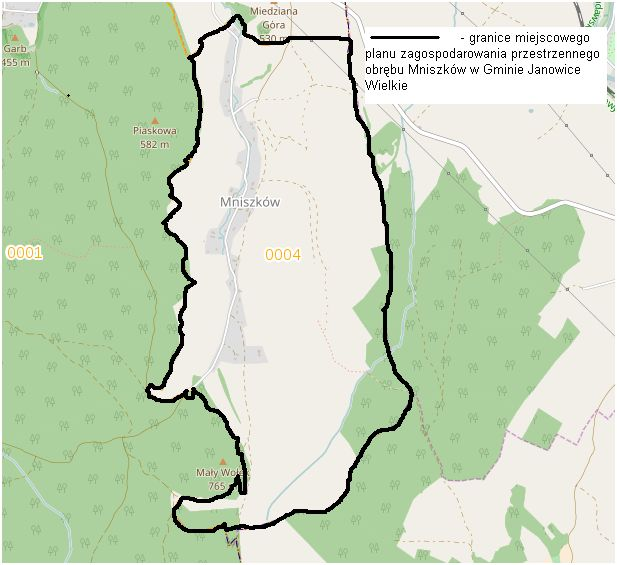 Miedziana
Góra
530 m
- granice miejscowego
planu zagospodarowania przestrzennego
obrębu Mniszków w Gminie Janowice
Wielkie
Garb
455 m
Piaskowa
582 m
Mniszków
0001
0004
Mały Wołek
765 m